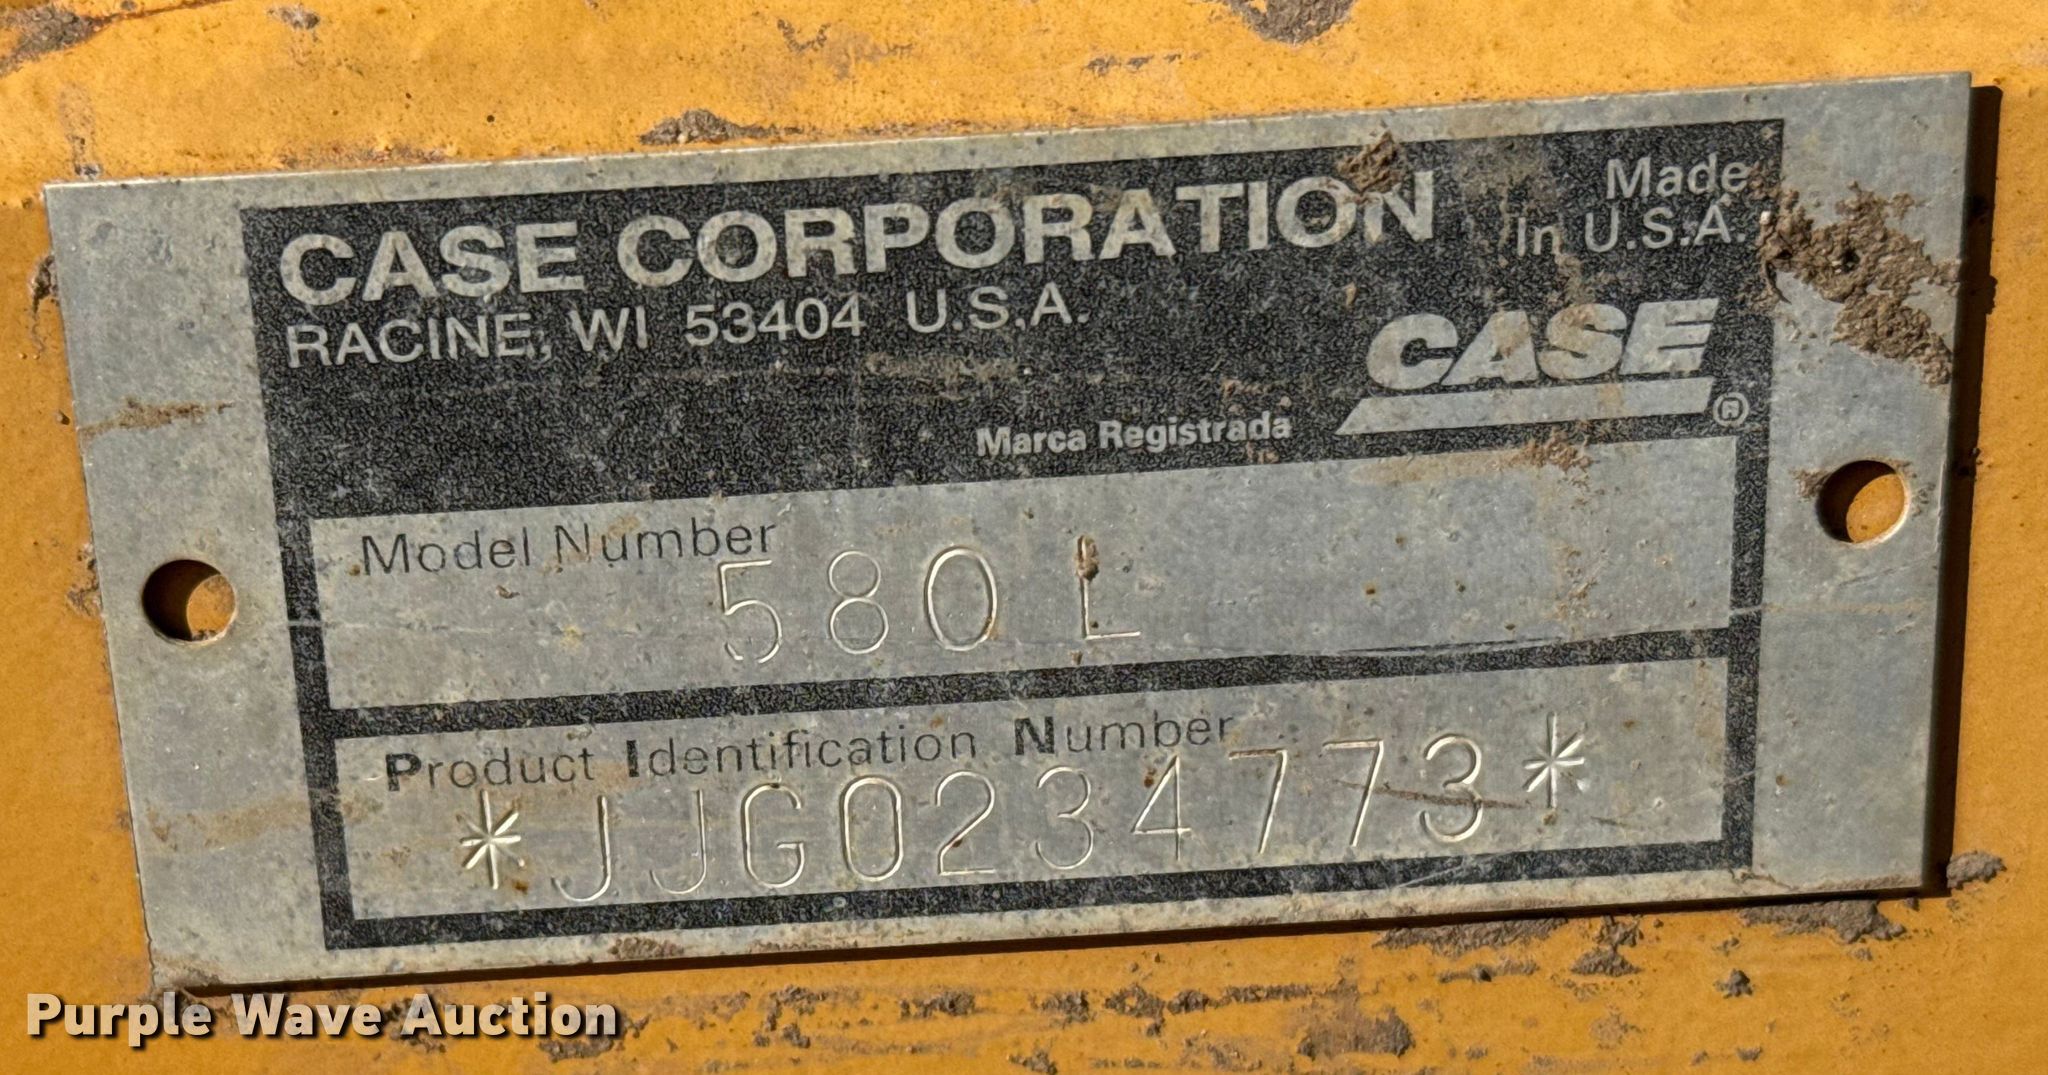 CASE CORPORATION
RACINE, WI 53404 U.S.A.
Made
In U.S.A.
CASE®
Marca Registrada
Model Number
580 L
Product Identification Number
*JJG0234773*
Purple Wave Auction